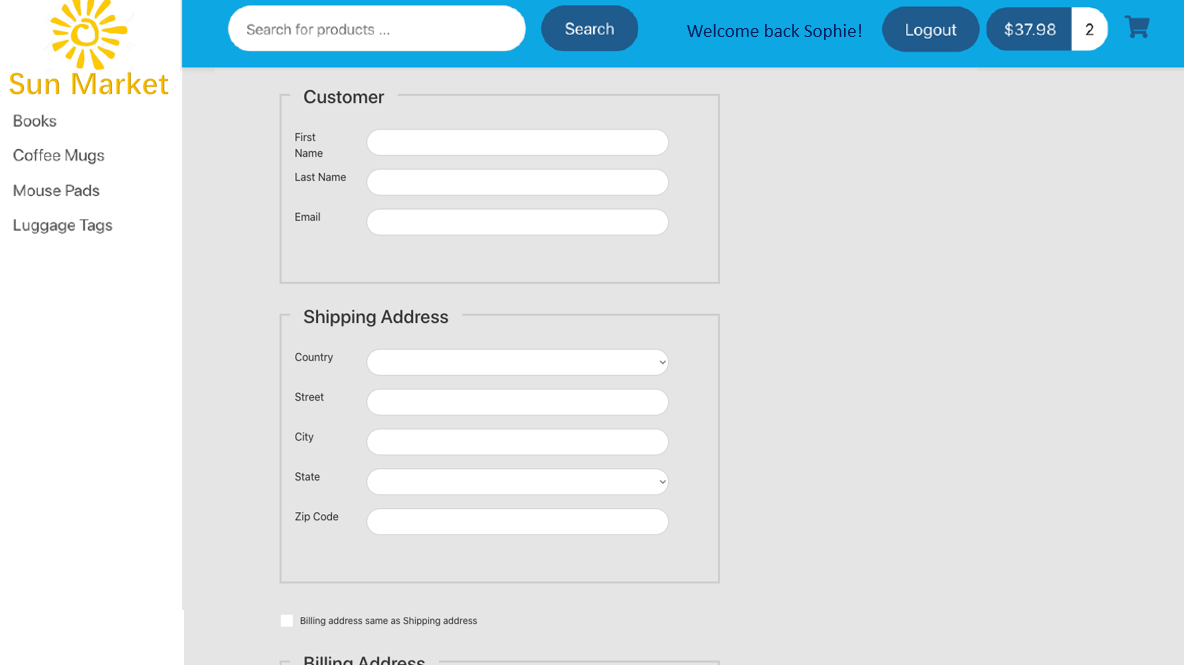 Search for products ...
Search
Welcome back Sophie!
Logout
$37.98
2
Sun Market
Books
Coffee Mugs
Mouse Pads
Luggage Tags
Customer
First
Name
Last Name
Email
Shipping Address
Country
Street
City
State
Zip Code
Billing address same as Shipping address
Billing Address